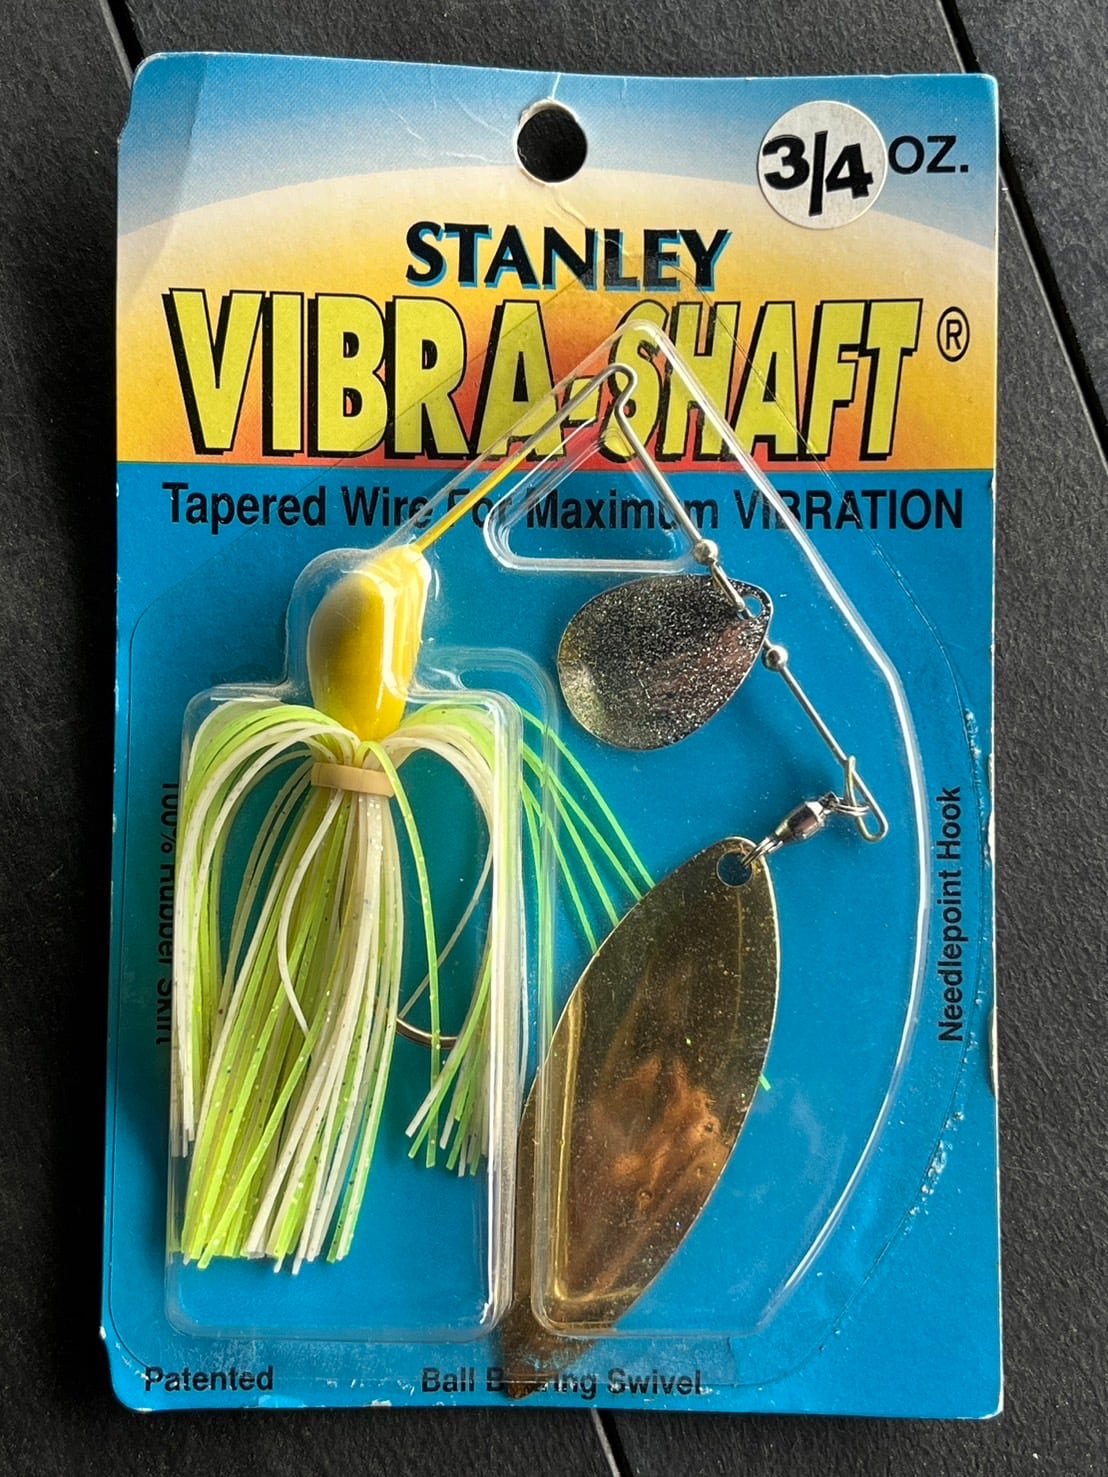 3/4 OZ.
STANLEY
VIBRA-SHAFT®
Tapered Wire For Maximum VIBRATION
100% Rubber Skirt
Needlepoint Hook
Patented
Ball Bearing Swivel